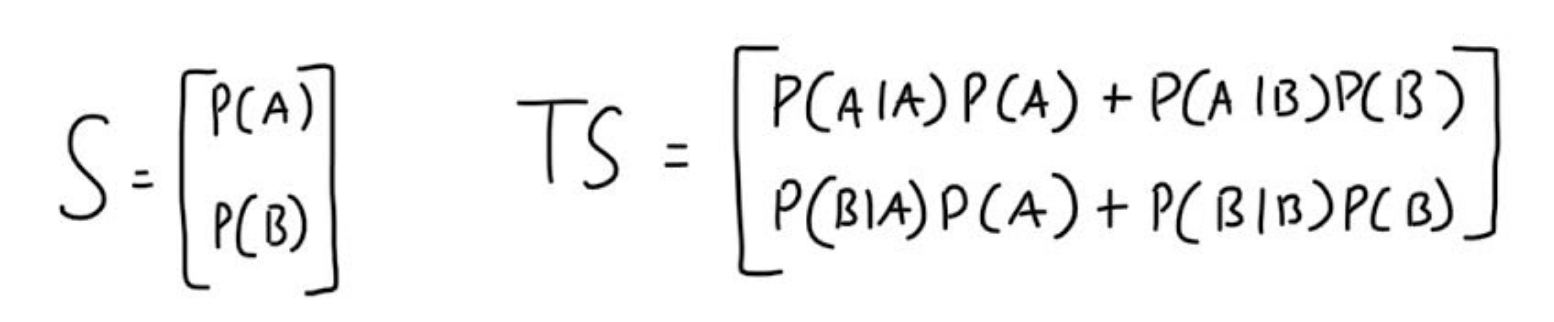 S = [P(A) P(B)]
TS = [P(A|A)P(A) + P(A|B)P(B)
P(B|A)P(A) + P(B|B)P(B)]